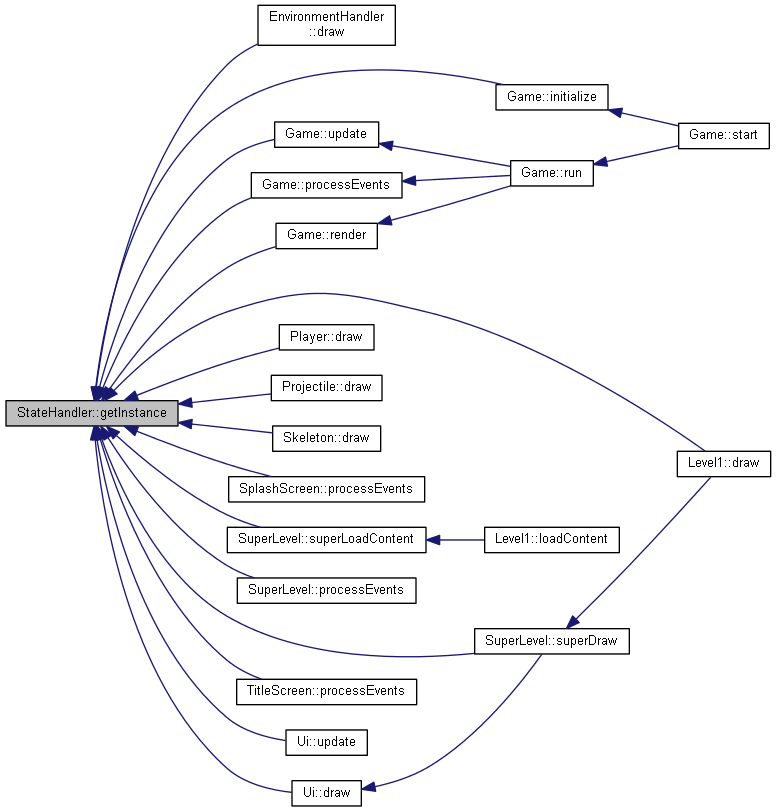 EnvironmentHandler
::draw
Game::initialize
Game::start
Game::update
Game::run
Game::processEvents
Game::render
Player::draw
Projectile::draw
StateHandler::getInstance
Skeleton::draw
Level1::draw
SplashScreen::processEvents
SuperLevel::superLoadContent
Level1::loadContent
SuperLevel::processEvents
SuperLevel::superDraw
TitleScreen::processEvents
Ui::update
Ui::draw